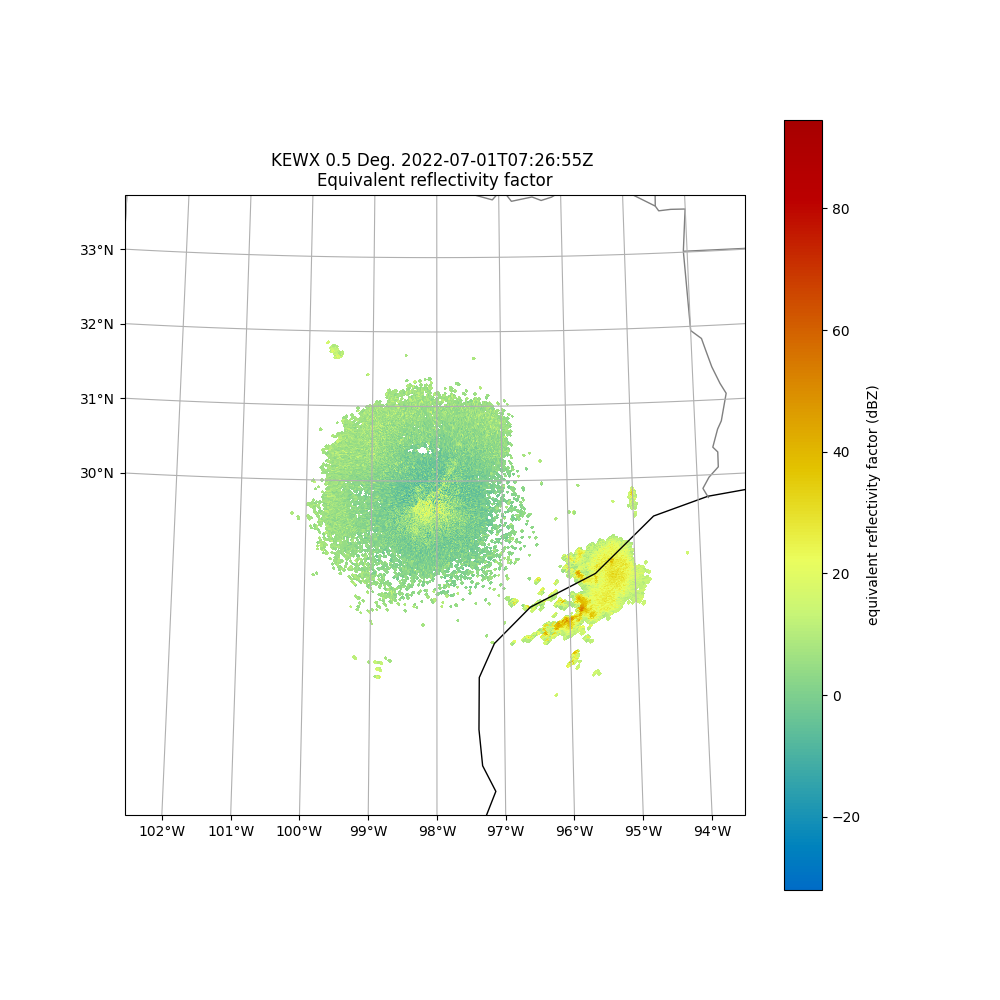 KEWX 0.5 Deg. 2022-07-01T07:26:55Z
Equivalent reflectivity factor
33°N
32°N
31°N
30°N
102°W 101°W 100°W 99°W 98°W 97°W 96°W 95°W 94°W
80
60
40
20
0
−20
equivalent reflectivity factor (dBZ)